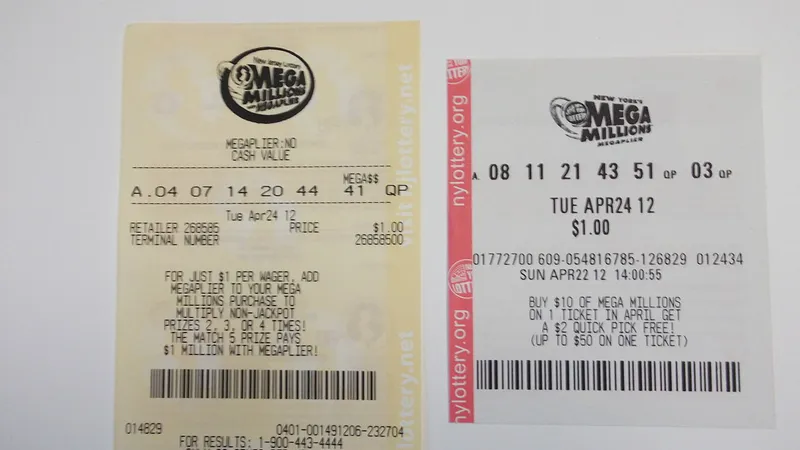 New Jersey Lottery
MEGA
MILLIONS
MEGAPLIER
MEGAPLIER:NO
CASH VALUE
MEGA$$
A.04 07 14 20 44 41 QP
Tue Apr24 12
RETAILER 268585 PRICE $1.00
TERMINAL NUMBER 26858500
FOR JUST $1 PER WAGER, ADD
MEGAPLIER TO YOUR MEGA
MILLIONS PURCHASE TO
MULTIPLY NON-JACKPOT
PRIZES 2, 3, OR 4 TIMES!
THE MATCH 5 PRIZE PAYS
$1 MILLION WITH MEGAPLIER!
014829 0401-001491206-232704
FOR RESULTS: 1-900-443-4444
visit njlottery.net
lottery.net
NEW YORK'S
MEGA
MILLIONS
MEGAPLIER
A. 08 11 21 43 51 QP 03 QP
TUE APR24 12
$1.00
01772700 609-054816785-126829 012434
SUN APR22 12 14:00:55
BUY $10 OF MEGA MILLIONS
ON 1 TICKET IN APRIL GET
A $2 QUICK PICK FREE!
(UP TO $50 ON ONE TICKET)
nylottery.org
nylottery.org